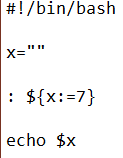 #!/bin/bash
x=""
: ${x:=7}
echo $x